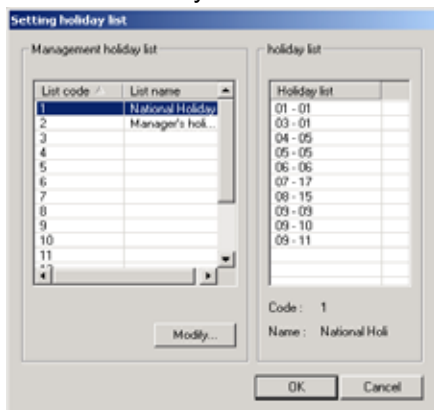 Setting holiday list
Management holiday list
List code List name
1 National Holiday
2 Manager's holi...
3
4
5
6
7
8
9
10
11
holiday list
Holiday list
01 - 01
03 - 01
04 - 05
05 - 05
06 - 06
07 - 17
08 - 15
09 - 09
09 - 10
09 - 11
Code : 1
Name : National Holi
Modify...
OK Cancel